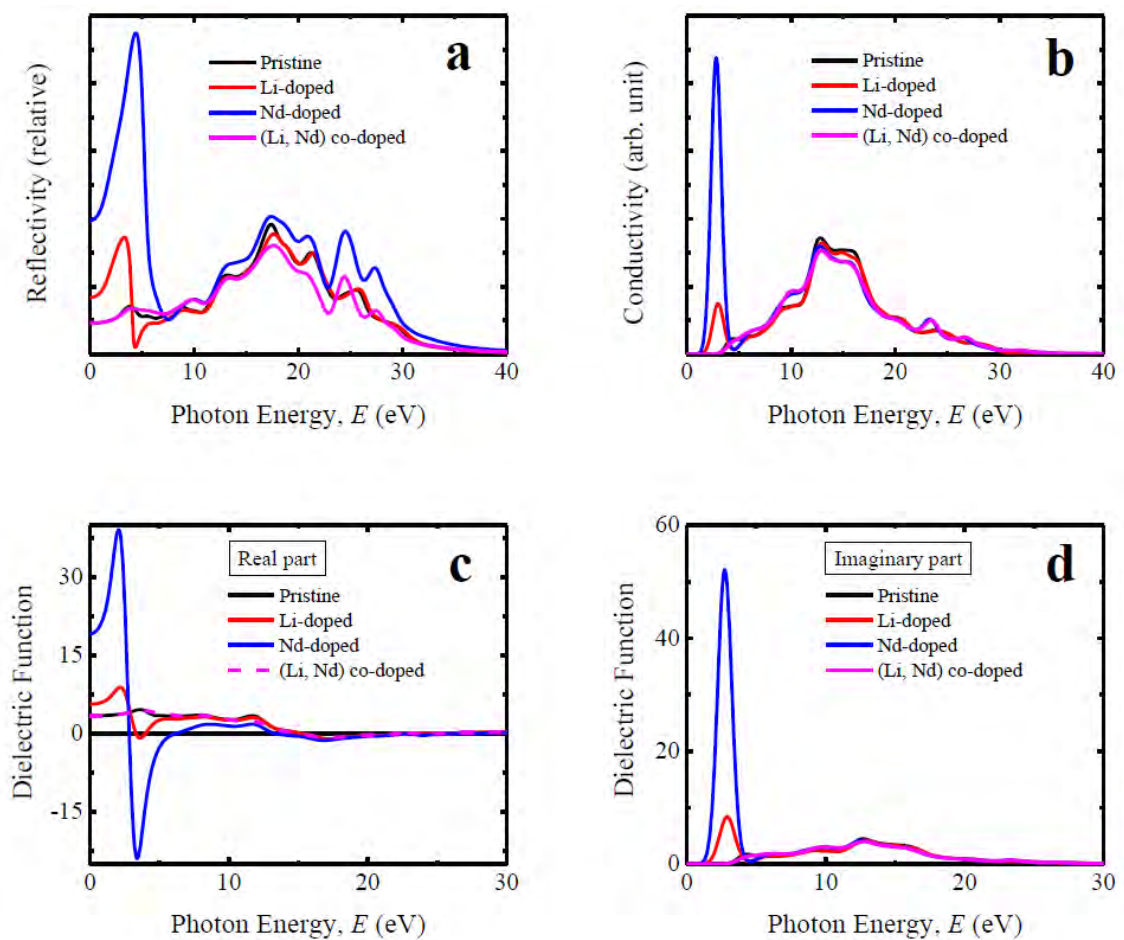 a
Pristine
Li-doped
Nd-doped
(Li, Nd) co-doped
Reflectivity (relative)
0 10 20 30 40
Photon Energy, E (eV)
b
Pristine
Li-doped
Nd-doped
(Li, Nd) co-doped
Conductivity (arb. unit)
0 10 20 30 40
Photon Energy, E (eV)
Real part
c
Pristine
Li-doped
Nd-doped
(Li, Nd) co-doped
Dielectric Function
30
15
0
-15
0 10 20 30
Photon Energy, E (eV)
Imaginary part
d
Pristine
Li-doped
Nd-doped
(Li, Nd) co-doped
Dielectric Function
60
40
20
0
0 10 20 30
Photon Energy, E (eV)